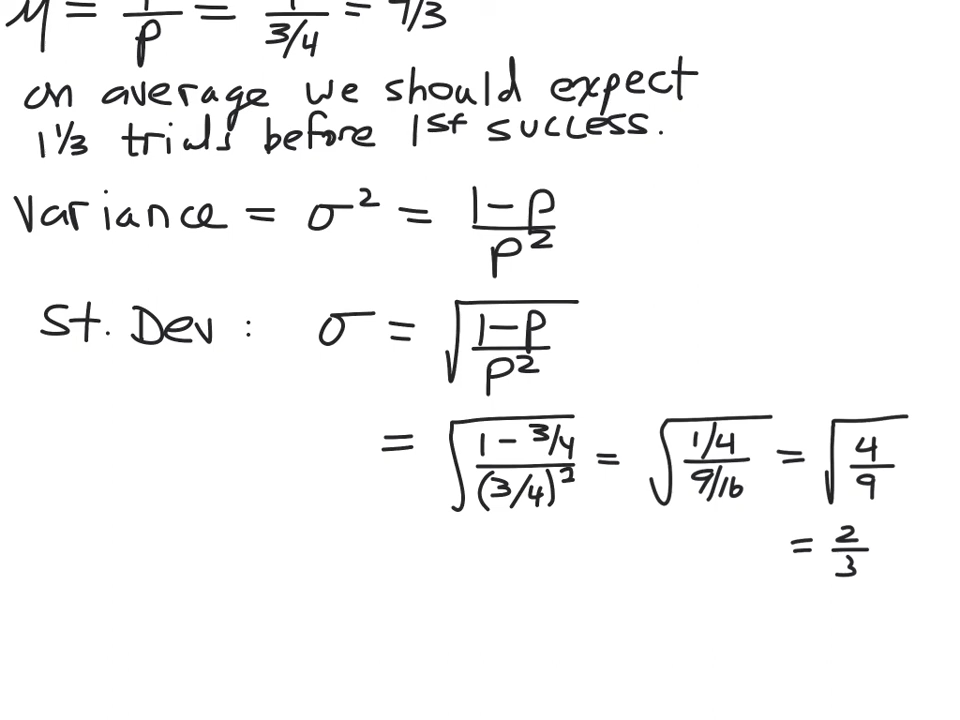 μ = 1/p = 1/(3/4) = 4/3
on average we should expect
1 1/3 trials before 1st success.
Variance = σ² = (1-p)/p²
St. Dev : σ = √((1-p)/p²)
= √((1 - 3/4)/(3/4)²) = √((1/4)/(9/16)) = √(4/9)
= 2/3